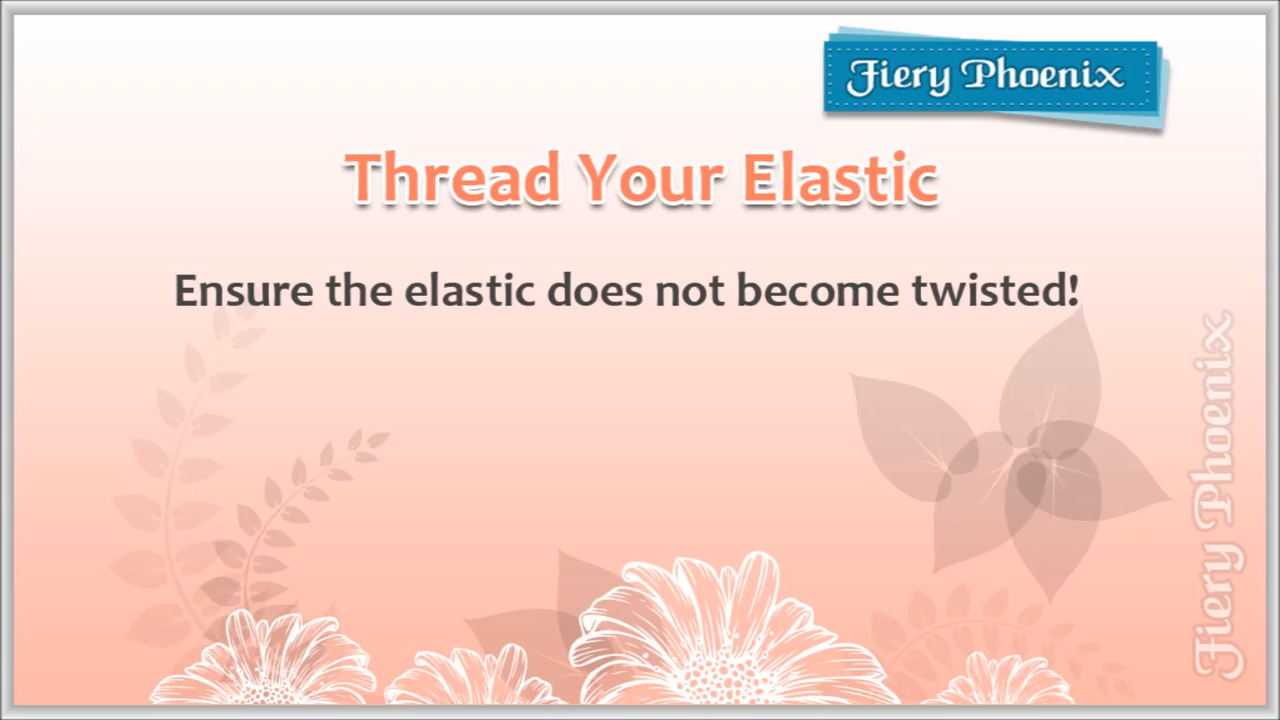 Fiery Phoenix
Thread Your Elastic
Ensure the elastic does not become twisted!
Fiery Phoenix